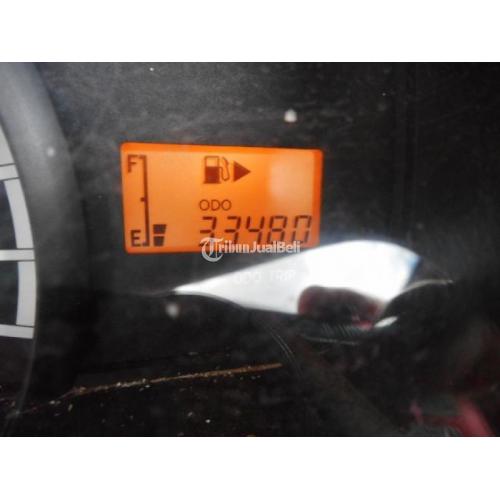 F
ODO
33480
E
TribunJualBeli
ODO TRIP